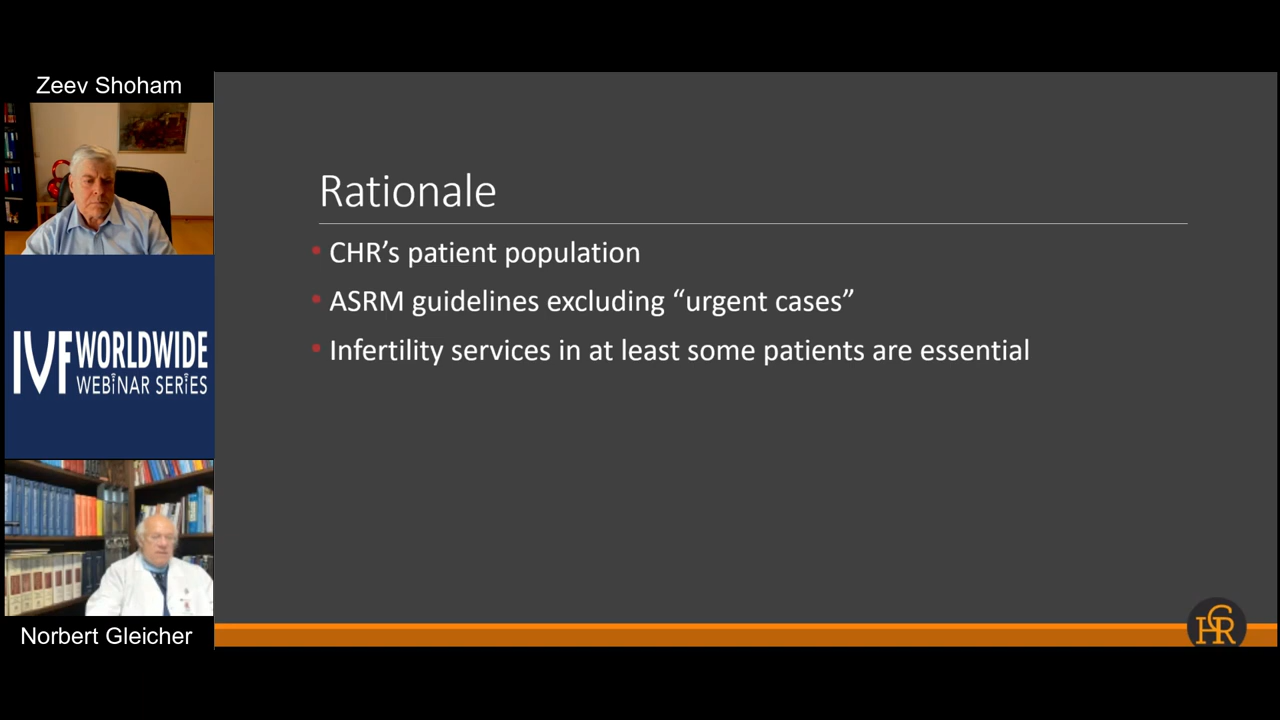 Zeev Shoham
IVF WORLDWIDE
WEBINAR SERIES
Norbert Gleicher
Rationale
• CHR’s patient population
• ASRM guidelines excluding “urgent cases”
• Infertility services in at least some patients are essential
CHR